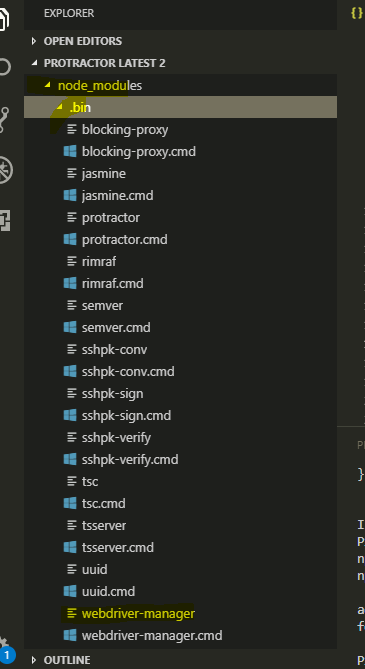 EXPLORER
{}
OPEN EDITORS
PROTRACTOR LATEST 2
node_modules
.bin
blocking-proxy
blocking-proxy.cmd
jasmine
jasmine.cmd
protractor
protractor.cmd
rimraf
rimraf.cmd
semver
semver.cmd
sshpk-conv
sshpk-conv.cmd
sshpk-sign
sshpk-sign.cmd
sshpk-verify
sshpk-verify.cmd
tsc
tsc.cmd
tsserver
tsserver.cmd
uuid
uuid.cmd
webdriver-manager
webdriver-manager.cmd
1
OUTLINE